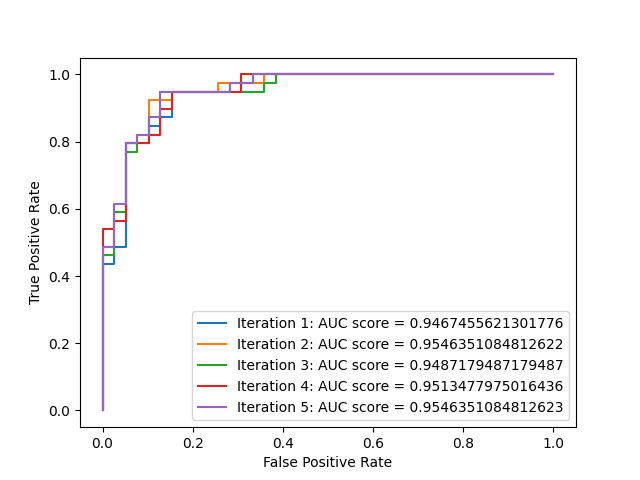 1.0
0.8
0.6
0.4
0.2
0.0
True Positive Rate
Iteration 1: AUC score = 0.9467455621301776
Iteration 2: AUC score = 0.9546351084812622
Iteration 3: AUC score = 0.9487179487179487
Iteration 4: AUC score = 0.9513477975016436
Iteration 5: AUC score = 0.9546351084812623
0.0 0.2 0.4 0.6 0.8 1.0
False Positive Rate